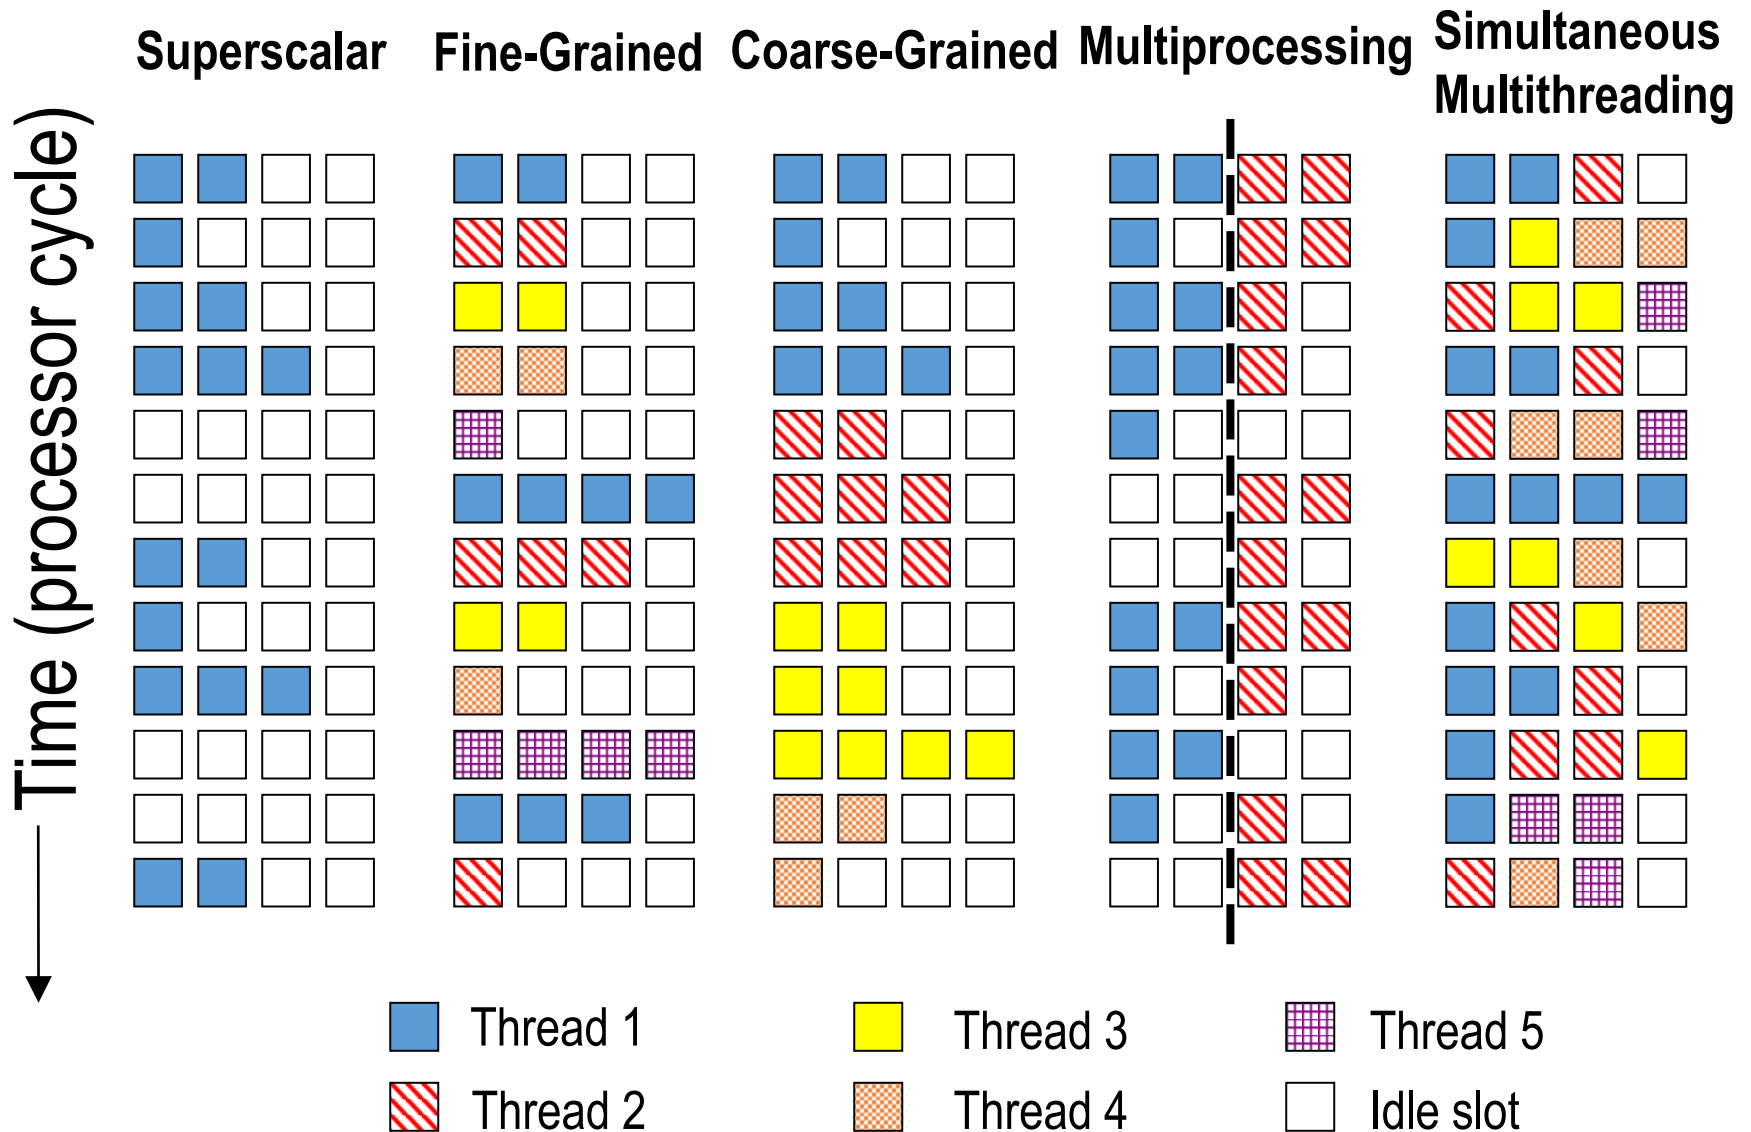 Superscalar
Fine-Grained
Coarse-Grained
Multiprocessing
Simultaneous
Multithreading
Time (processor cycle)
Thread 1
Thread 3
Thread 5
Thread 2
Thread 4
Idle slot